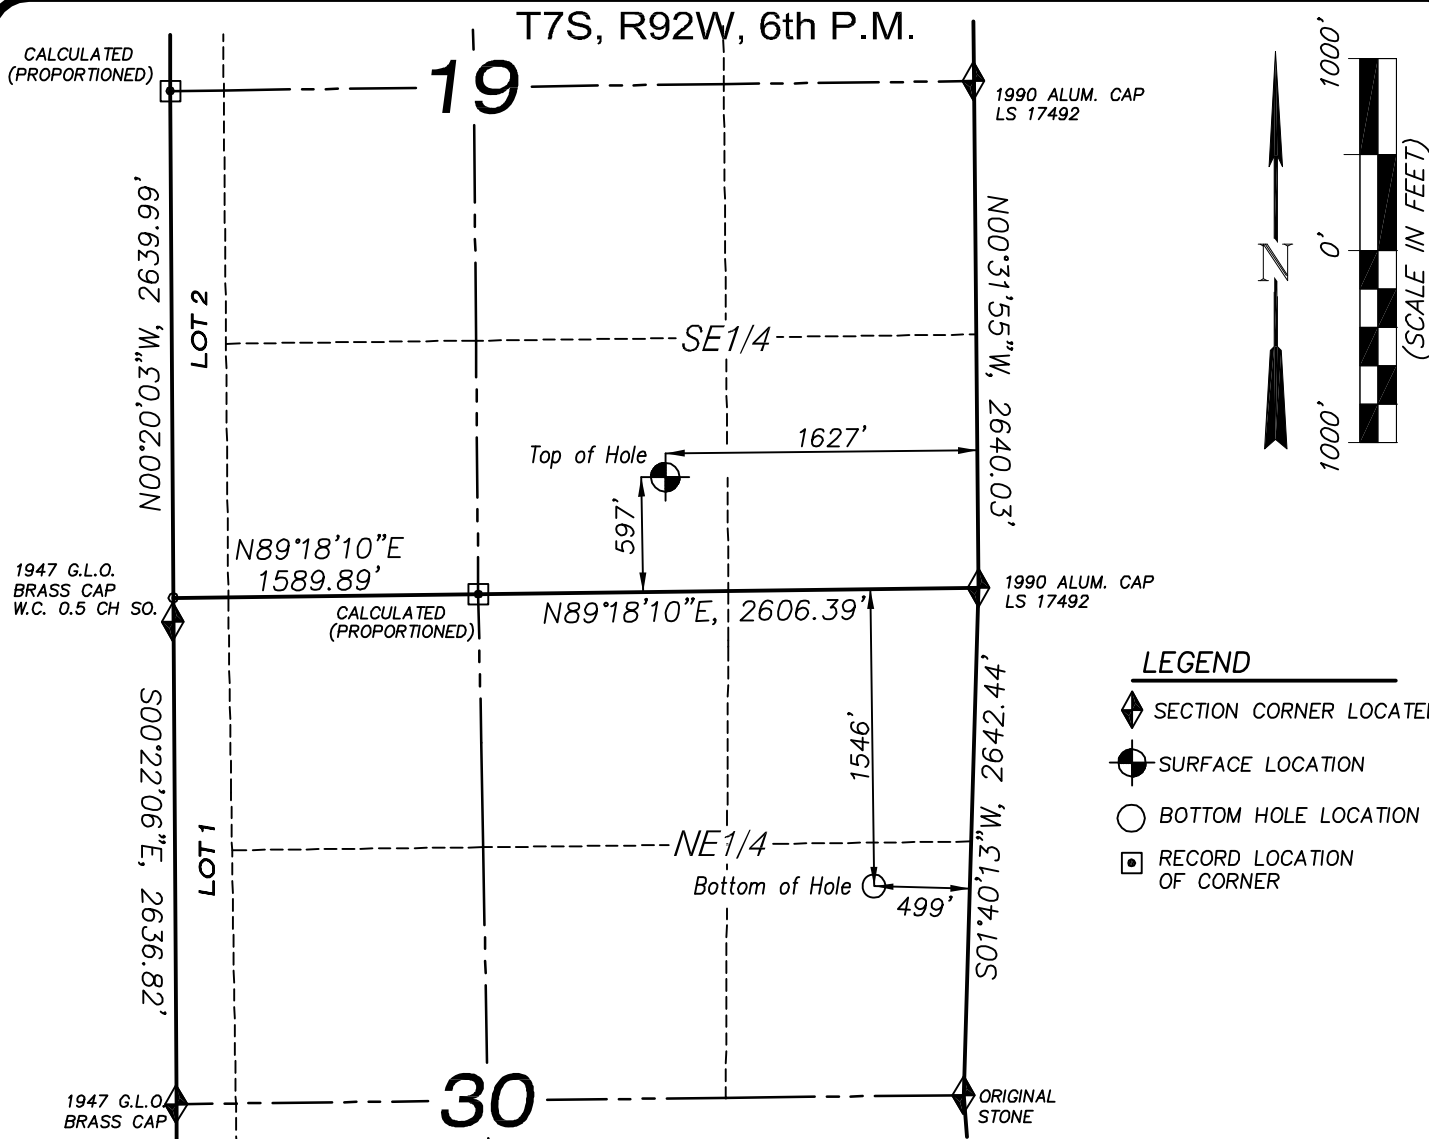 T7S, R92W, 6th P.M.
CALCULATED
(PROPORTIONED)
19
1990 ALUM. CAP
LS 17492
N00°02'03"W, 2639.99'
LOT 2
N00°31'55"W, 2640.03'
SE1/4
1627'
Top of Hole
597'
N89°18'10"E
1589.89'
1947 G.L.O.
BRASS CAP
W.C. 0.5 CH SO.
CALCULATED
(PROPORTIONED)
N89°18'10"E, 2606.39'
1990 ALUM. CAP
LS 17492
S00°22'06"E, 2636.82'
LOT 1
1546'
S01°40'13"W, 2642.44'
NE1/4
Bottom of Hole
499'
1947 G.L.O.
BRASS CAP
30
ORIGINAL
STONE
N
1000'
0'
1000'
(SCALE IN FEET)
LEGEND
SECTION CORNER LOCATE
SURFACE LOCATION
BOTTOM HOLE LOCATION
RECORD LOCATION
OF CORNER